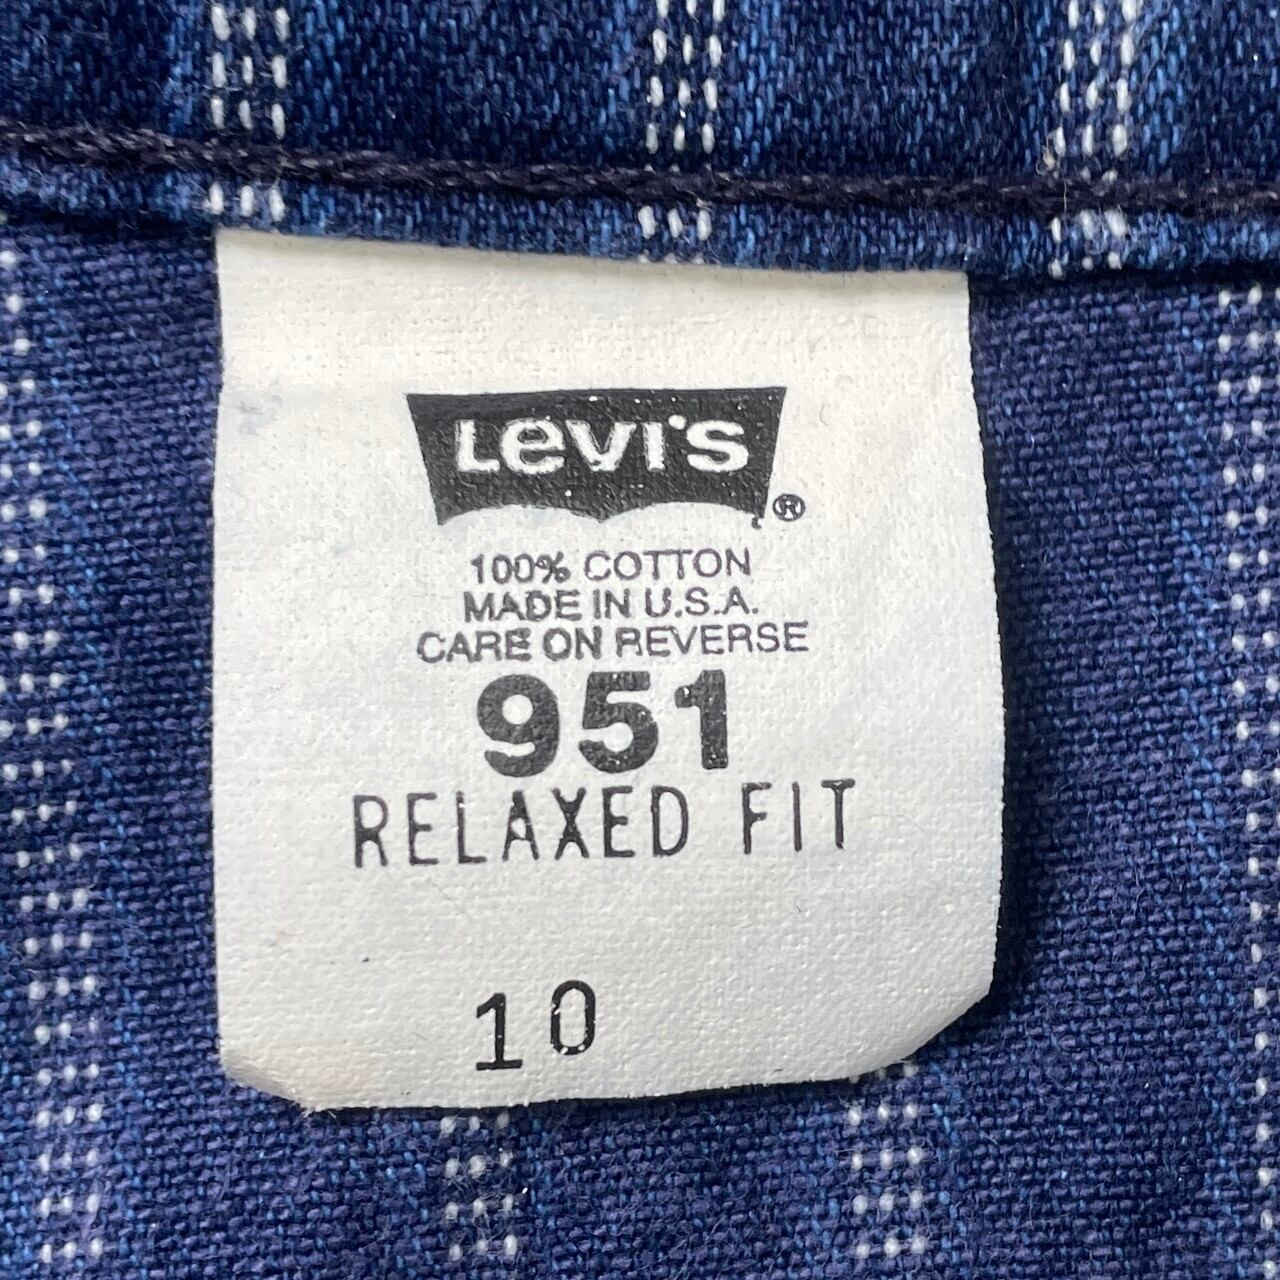 Levi's ®
100% COTTON
MADE IN U.S.A.
CARE ON REVERSE
951
RELAXED FIT
10